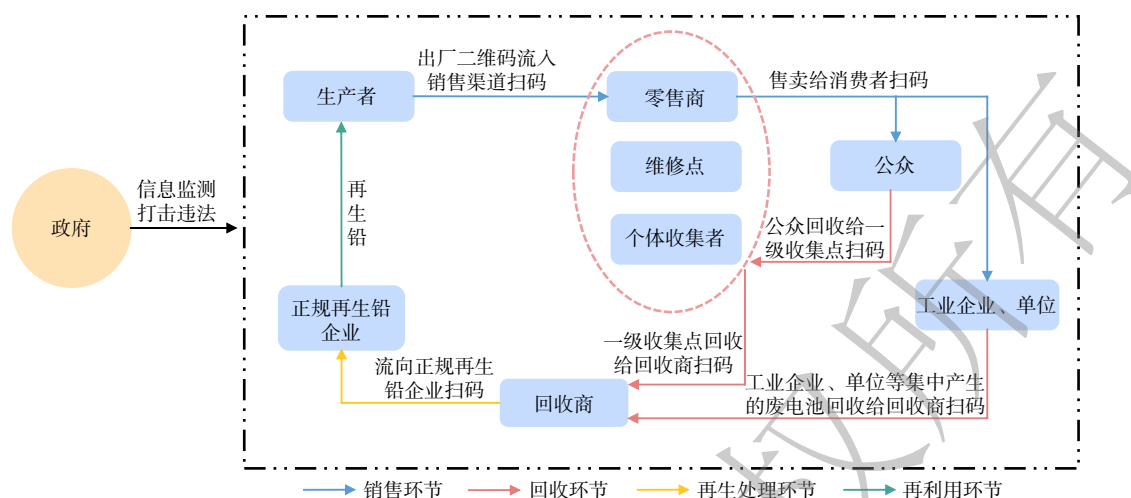 出厂二维码流入
销售渠道扫码
售卖给消费者扫码
生产者
零售商
维修点
公众
个体收集者
公众回收给一
级收集点扫码
信息监测
打击违法
政府
再
生
铅
正规再生铅
企业
工业企业、单位
一级收集点回收
给回收商扫码
流向正规再生
铅企业扫码
回收商
工业企业、单位等集中产生
的废电池回收给回收商扫码
销售环节
回收环节
再生处理环节
再利用环节
权所有